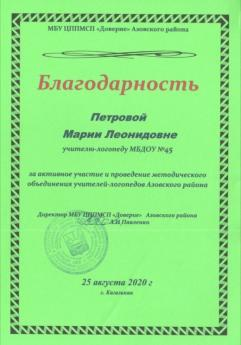 МБУ ЦППМСП «Доверие» Азовского района
Благодарность
Петровой
Марии Леонидовне
учителю-логопеду МБДОУ №45
за активное участие и проведение методического
объединения учителей-логопедов Азовского района
Директор МБУ ЦППМСП «Доверие» Азовского района
Павленко
25 августа 2020 г
с. Кагальник